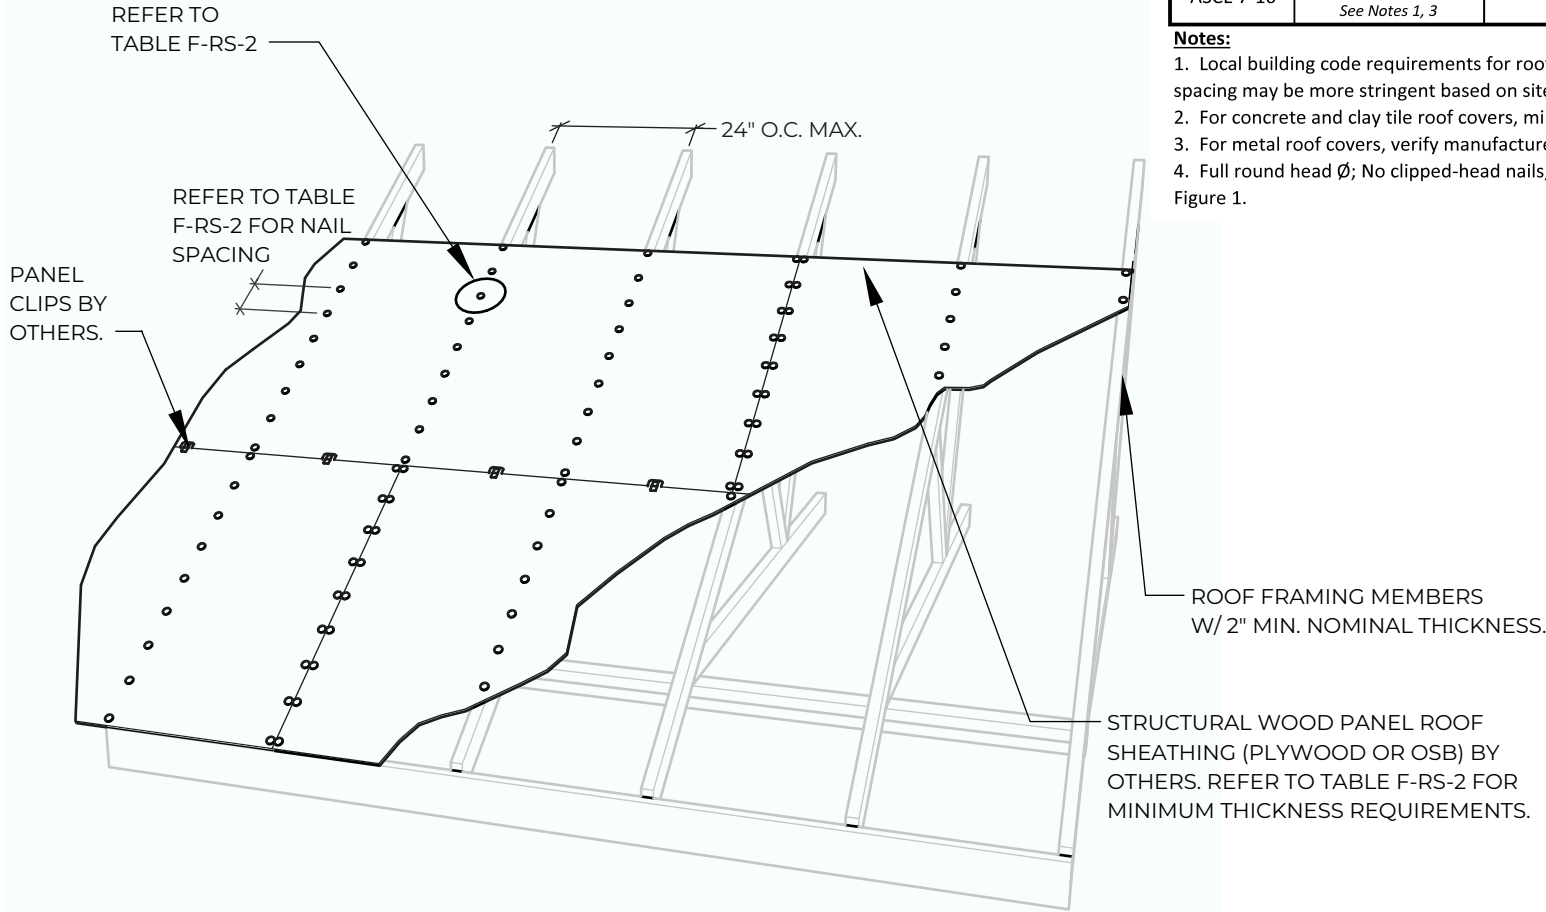 REFER TO
TABLE F-RS-2
24" O.C. MAX.
REFER TO TABLE
F-RS-2 FOR NAIL
SPACING
PANEL
CLIPS BY
OTHERS.
See Notes 1, 3
Notes:
1. Local building code requirements for
spacing may be more stringent based on
2. For concrete and clay tile roof covers,
3. For metal roof covers, verify
4. Full round head Ø; No clipped-head nails,
Figure 1.
ROOF FRAMING MEMBERS
W/ 2" MIN. NOMINAL THICKNESS.
STRUCTURAL WOOD PANEL ROOF
SHEATHING (PLYWOOD OR OSB) BY
OTHERS. REFER TO TABLE F-RS-2 FOR
MINIMUM THICKNESS REQUIREMENTS.